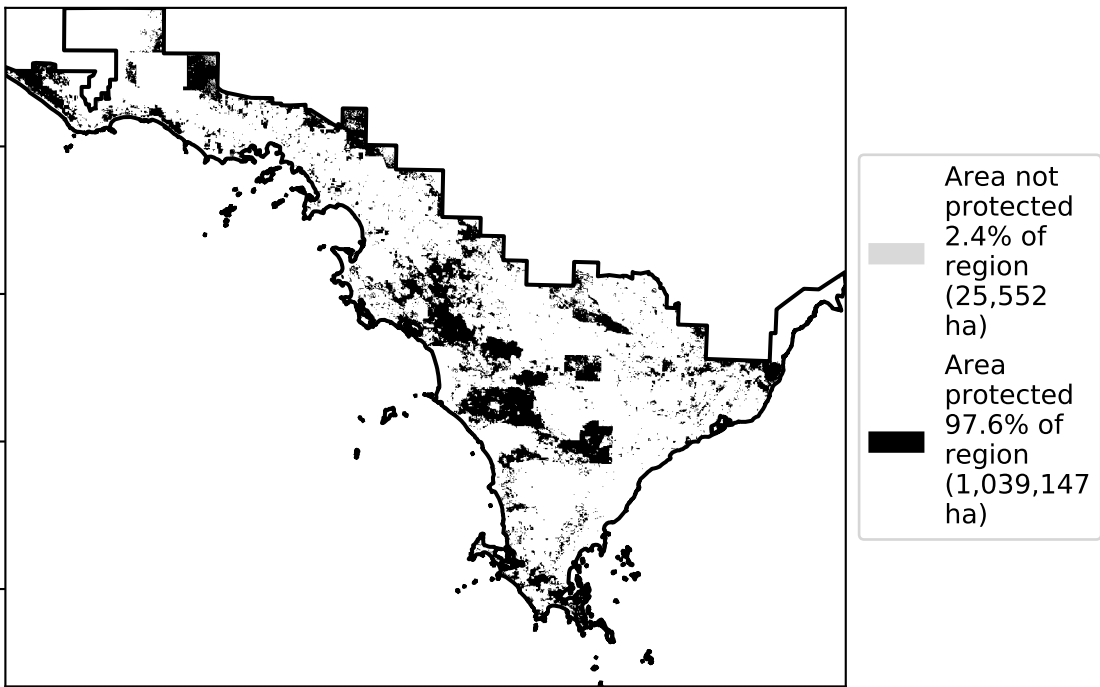 Area not
protected
2.4% of
region
(25,552
ha)
Area
protected
97.6% of
region
(1,039,147
ha)